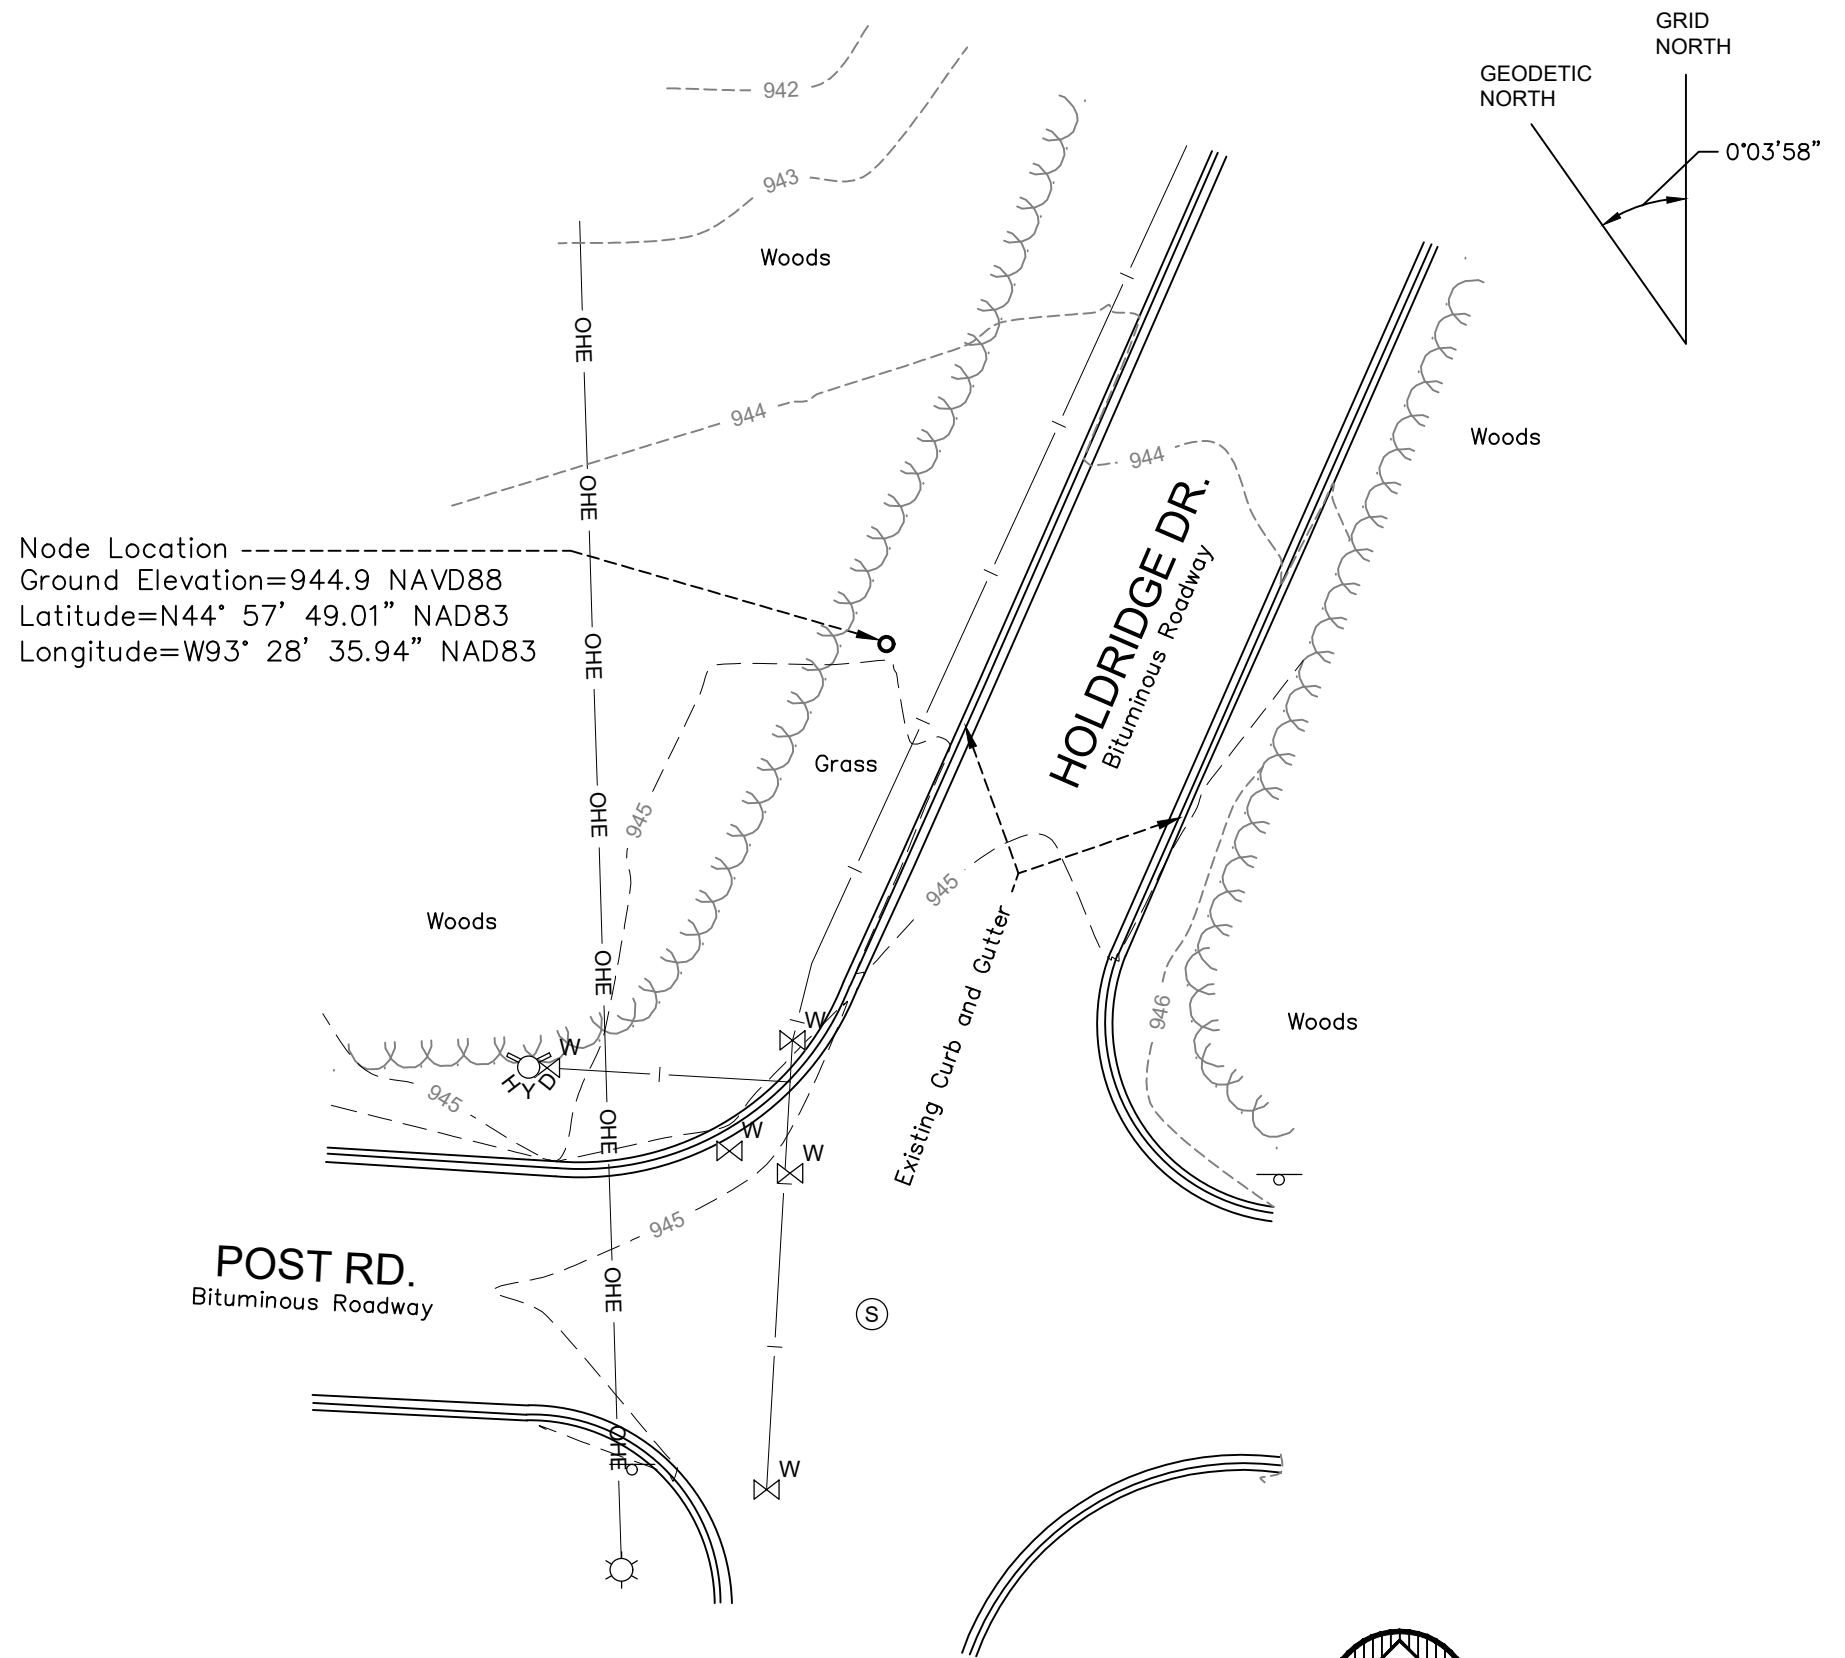 GRID
NORTH
GEODETIC
NORTH
0°03'58"
942
943
Woods
OHE
944
Woods
944
OHE
HOLDRIDGE DR.
Bituminous Roadway
Node Location
Ground Elevation=944.9 NAVD88
Latitude=N44° 57' 49.01" NAD83
Longitude=W93° 28' 35.94" NAD83
OHE
Grass
945
OHE
945
Woods
Existing Curb and Gutter
OHE
946
Woods
W
W
HYD
945
OHE
W
W
945
POST RD.
Bituminous Roadway
OHE
S
OHE
W